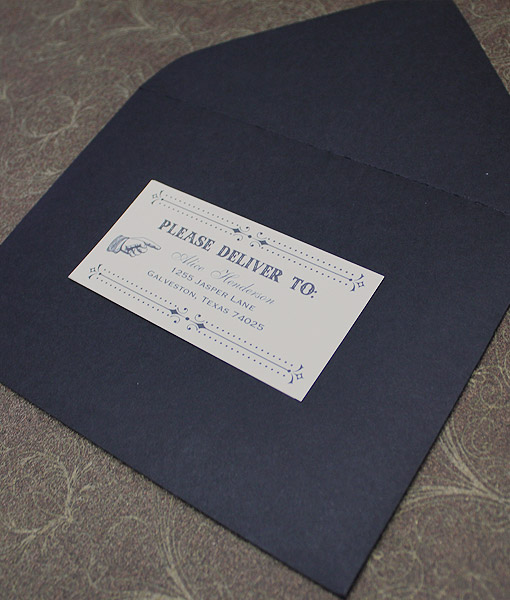 PLEASE DELIVER TO:
Alice Henderson
1255 JASPER LANE
GALVESTON, TEXAS 74025